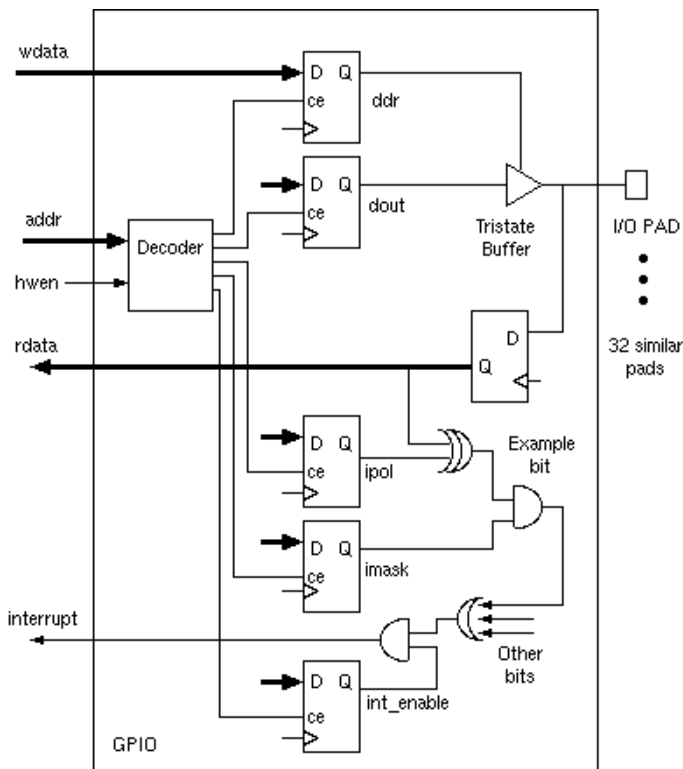 wdata
D Q
ce
ddr
D Q
ce
dout
Tristate
Buffer
I/O PAD
addr
Decoder
hwen
rdata
D
Q
32 similar
pads
D Q
ce
ipol
Example
bit
D Q
ce
imask
interrupt
Other
bits
D Q
ce
int_enable
GPIO